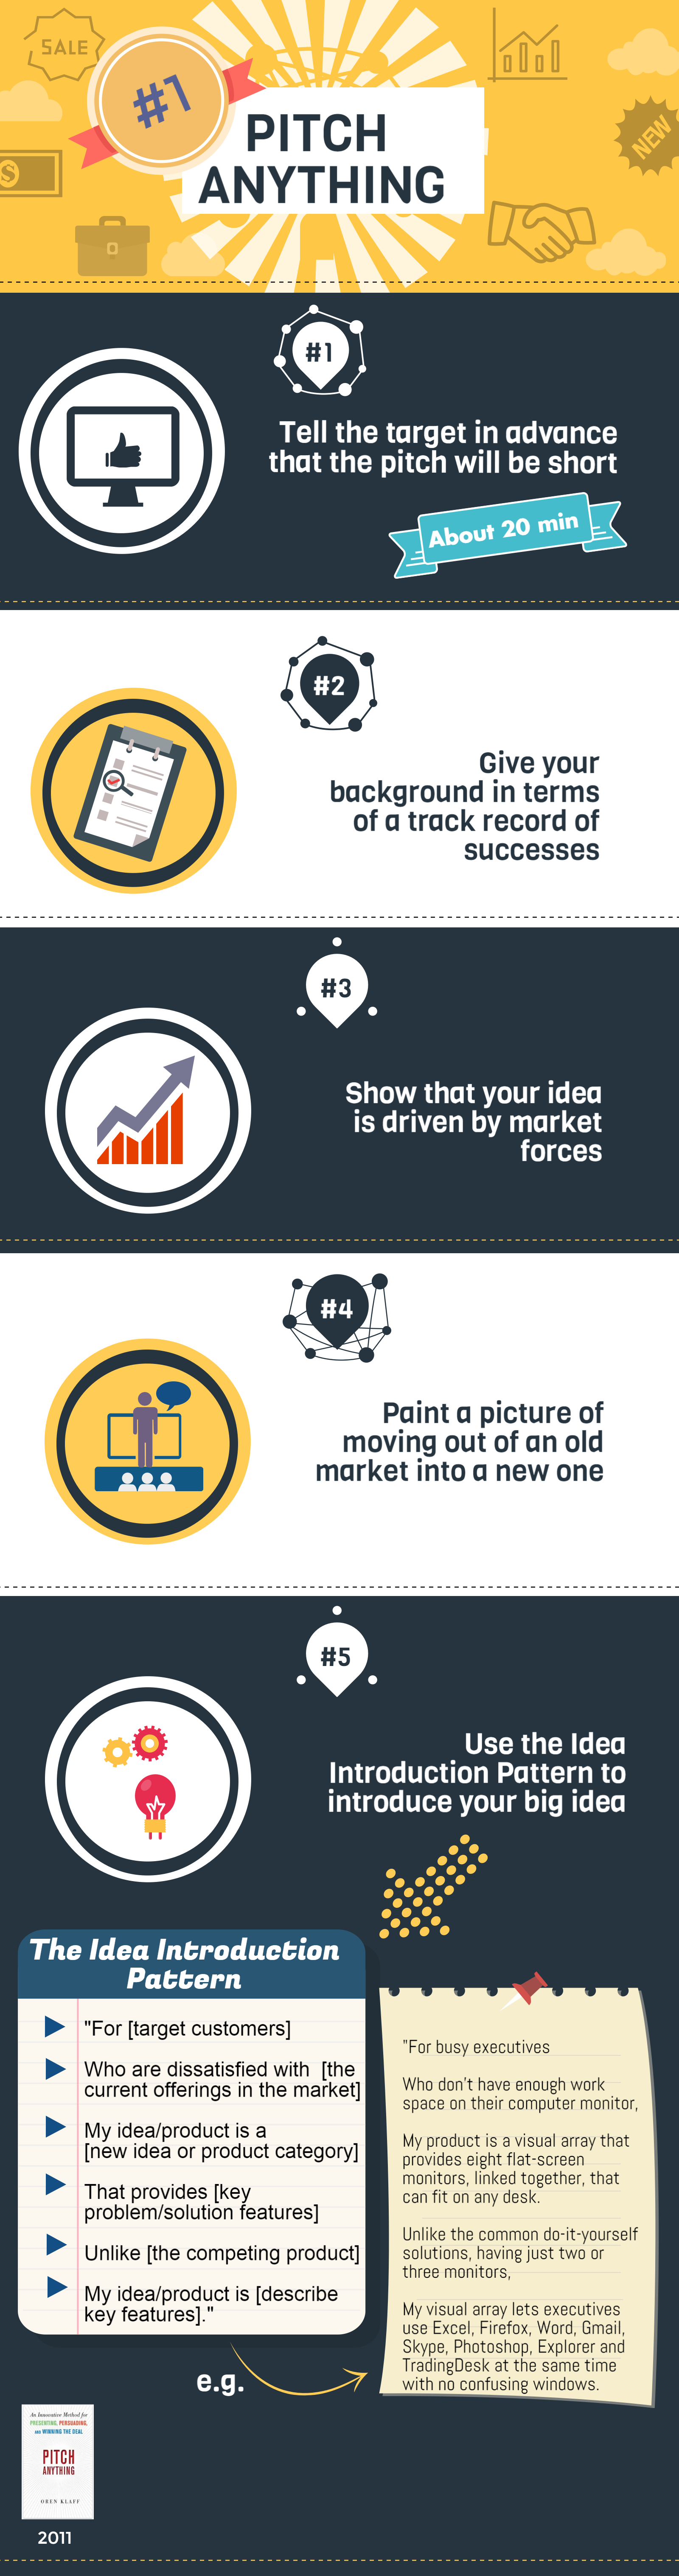 SALE
#1
NEW
$
PITCH
ANYTHING
#1
Tell the target in advance
that the pitch will be short
About 20 min
#2
Give your
background in terms
of a track record of
successes
#3
Show that your idea
is driven by market
forces
#4
Paint a picture of
moving out of an old
market into a new one
#5
Use the Idea
Introduction Pattern to
introduce your big idea
The Idea Introduction
Pattern
"For [target customers]
Who are dissatisfied with [the
current offerings in the market]
My idea/product is a
[new idea or product category]
That provides [key
problem/solution features]
Unlike [the competing product]
My idea/product is [describe
key features]."
"For busy executives
Who don't have enough work
space on their computer monitor,
My product is a visual array that
provides eight flat-screen
monitors, linked together, that
can fit on any desk.
Unlike the common do-it-yourself
solutions, having just two or
three monitors,
My visual array lets executives
use Excel, Firefox, Word, Gmail,
Skype, Photoshop, Explorer and
TradingDesk at the same time
with no confusing windows.
e.g.
An Innovative Method for
PRESENTING, PERSUADING,
AND WINNING THE DEAL
PITCH
ANYTHING
OREN KLAFF
2011